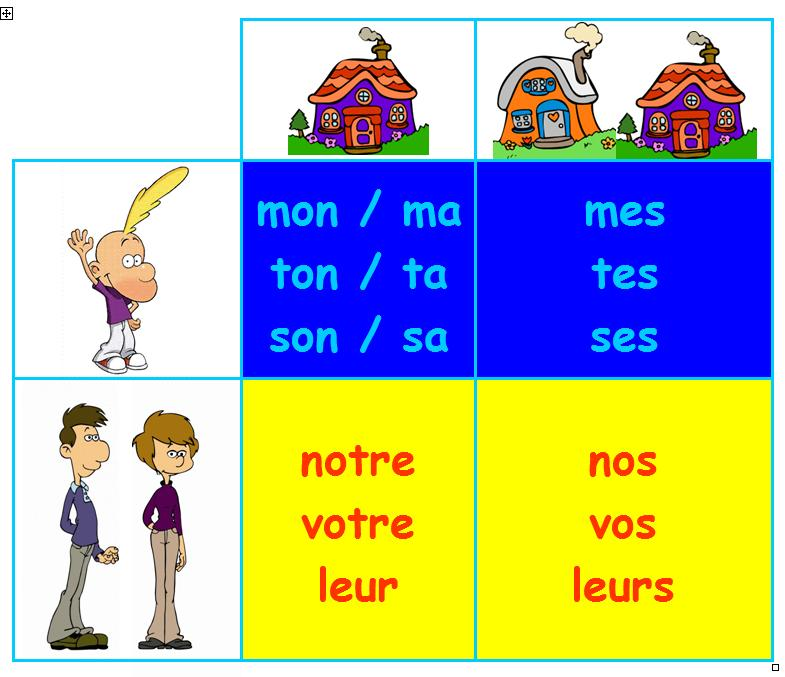 mon / ma
ton / ta
son / sa
mes
tes
ses
notre
votre
leur
nos
vos
leurs